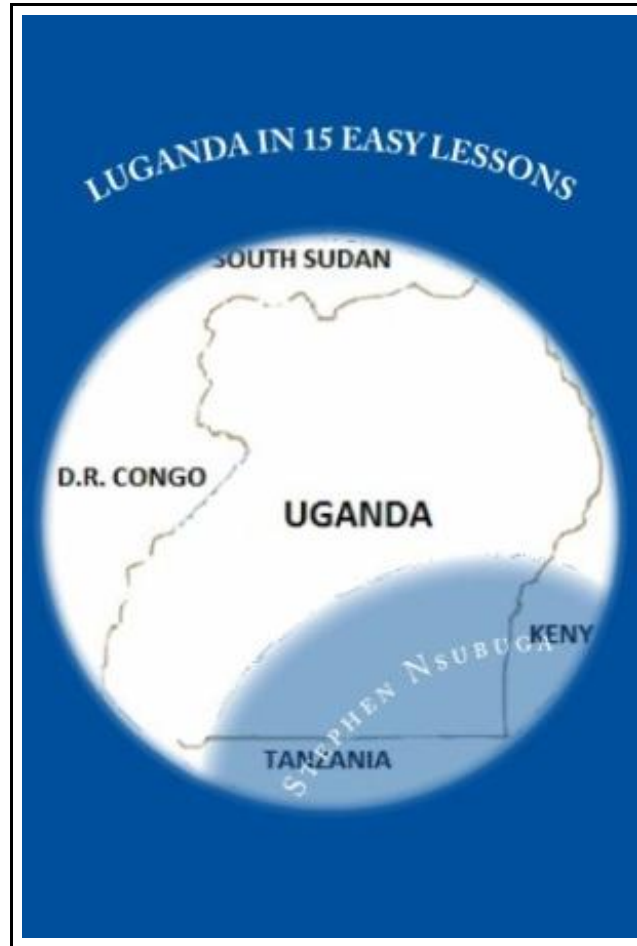 LUGANDA IN 15 EASY LESSONS
SOUTH SUDAN
D.R. CONGO
UGANDA
KENY
STEPHEN NSUBUGA
TANZANIA